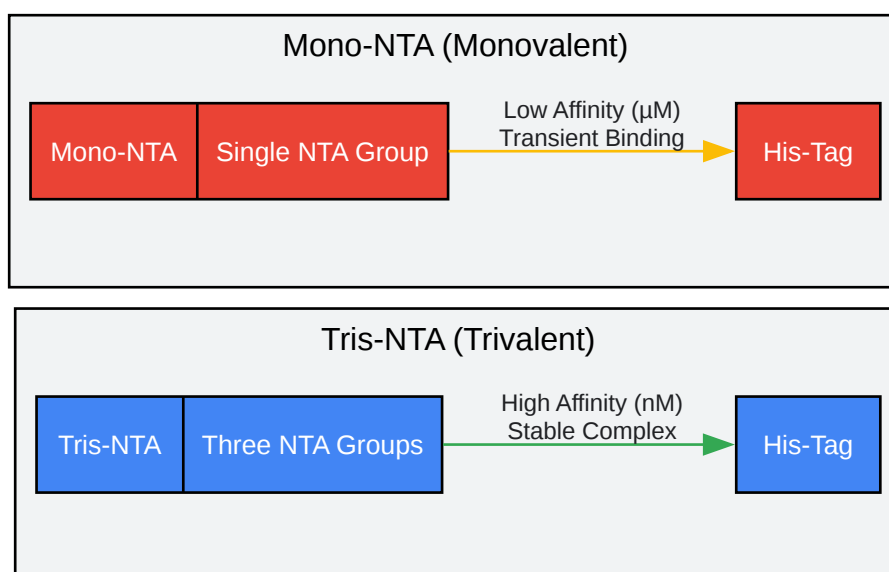 Mono-NTA (Monovalent)
Mono-NTA
Single NTA Group
Low Affinity (µM)
Transient Binding
His-Tag
Tris-NTA (Trivalent)
Tris-NTA
Three NTA Groups
High Affinity (nM)
Stable Complex
His-Tag